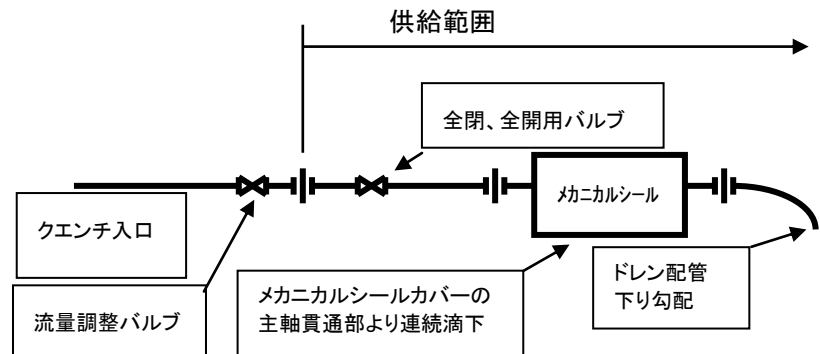 供給範囲
全閉、全開用バルブ
メカニカルシール
クエンチ入口
ドレン配管
下り勾配
流量調整バルブ
メカニカルシールカバーの
主軸貫通部より連続滴下